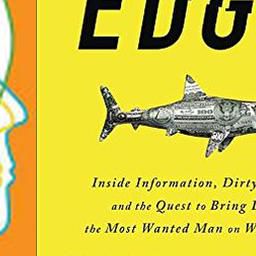 EDG
Inside Information, Dirty
and the Quest to Bring
the Most Wanted Man on W